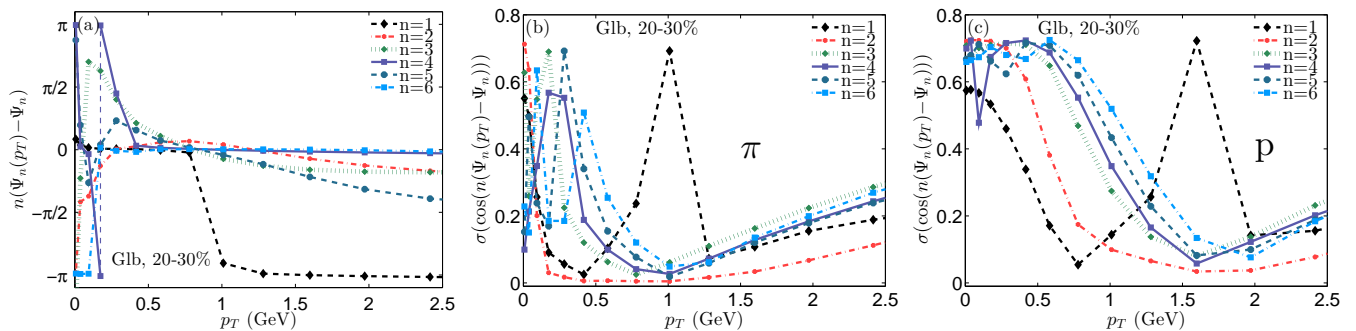 (a)
π
π/2
0
−π/2
−π
n(Ψn(pT)−Ψn)
n=1
n=2
n=3
n=4
n=5
n=6
Glb, 20-30%
0 0.5 1 1.5 2 2.5
pT (GeV)
(b)
Glb, 20-30%
0.8
0.6
0.4
0.2
0.0
σ(cos(n(Ψn(pT)−Ψn)))
n=1
n=2
n=3
n=4
n=5
n=6
π
0 0.5 1 1.5 2 2.5
pT (GeV)
(c)
Glb, 20-30%
0.8
0.6
0.4
0.2
0.0
σ(cos(n(Ψn(pT)−Ψn)))
n=1
n=2
n=3
n=4
n=5
n=6
p
0 0.5 1 1.5 2 2.5
pT (GeV)